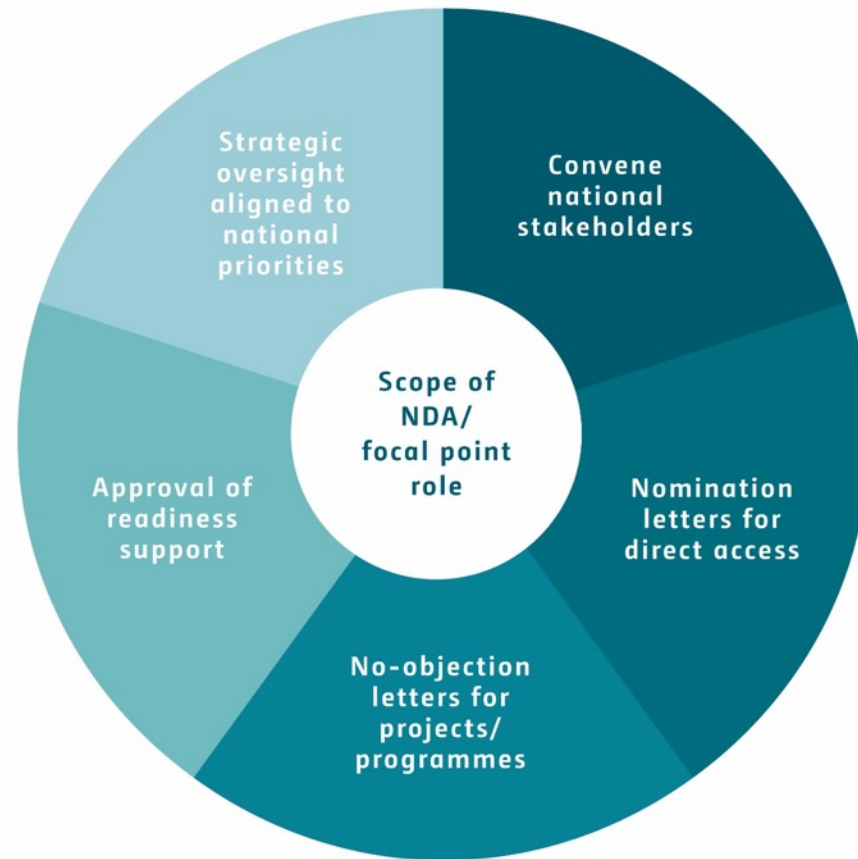 Strategic
oversight
aligned to
national
priorities
Convene
national
stakeholders
Scope of
NDA/
focal point
role
Approval of
readiness
support
Nomination
letters for
direct access
No-objection
letters for
projects/
programmes